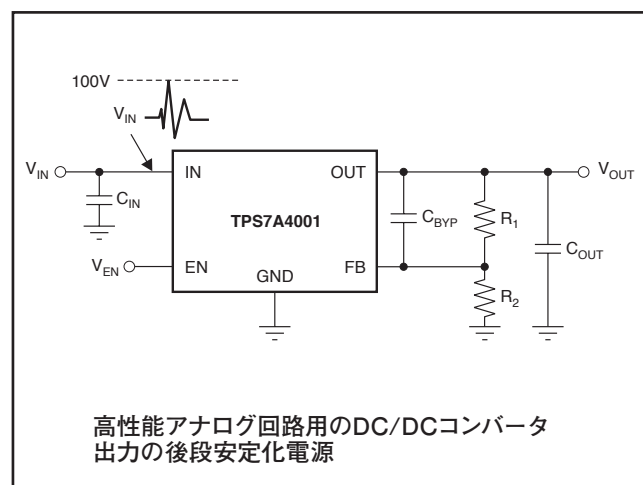 100V
V_IN
V_IN
IN
OUT
V_OUT
C_IN
TPS7A4001
C_BYP
R_1
C_OUT
V_EN
EN
GND
FB
R_2
高性能アナログ回路用のDC/DCコンバータ
出力の後段安定化電源